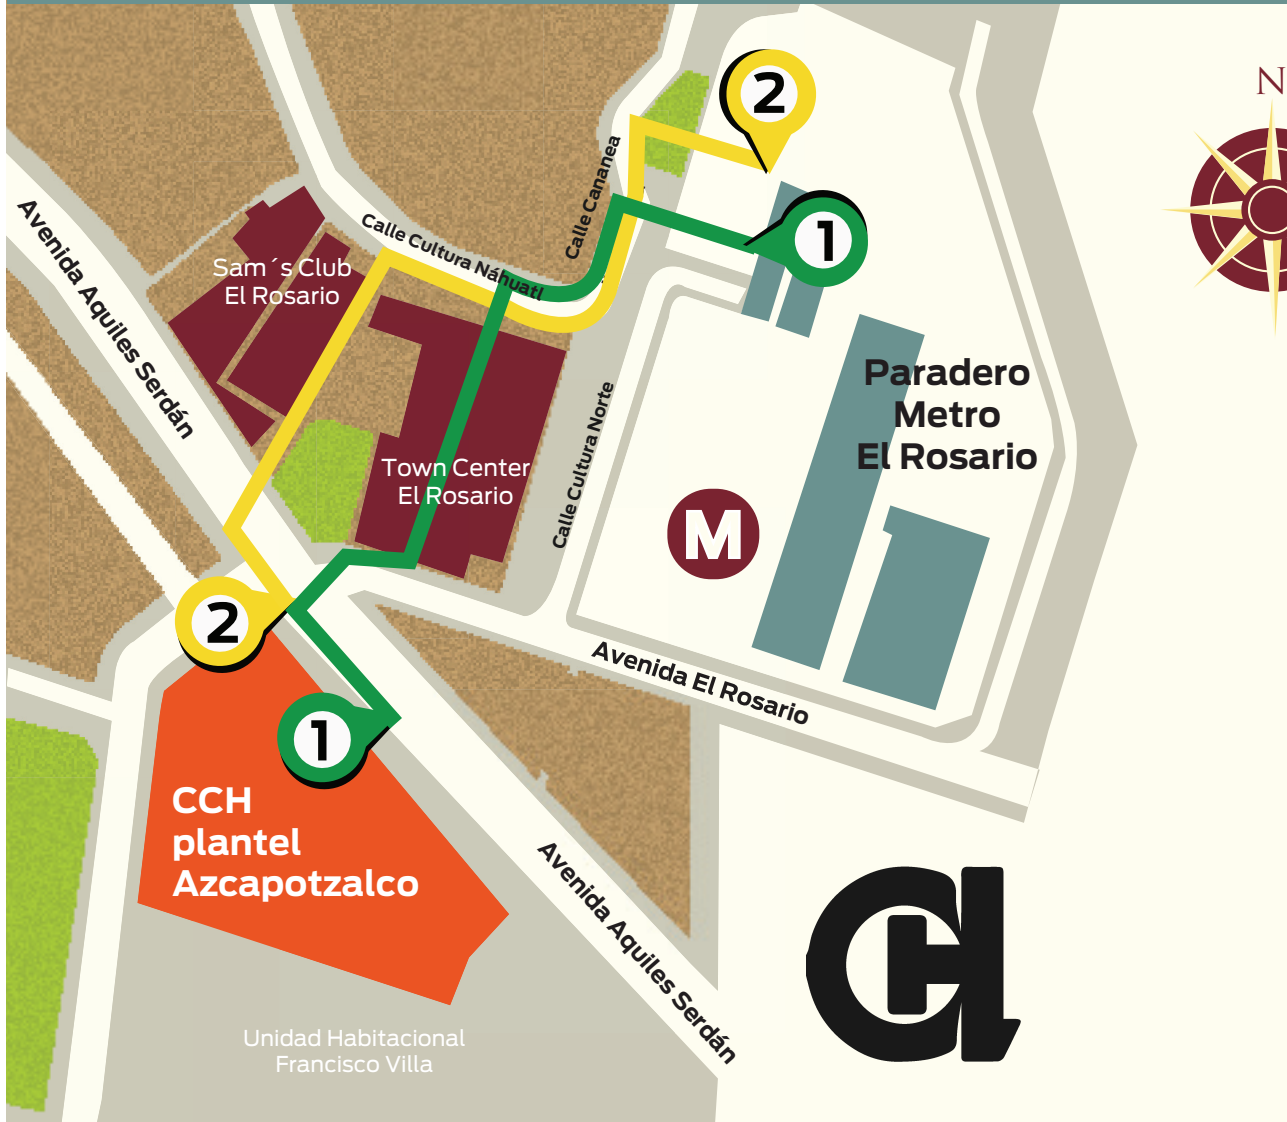 N
2
1
Calle Cananea
Calle Cultura Náhuatl
Avenida Aquiles Serdán
Sam´s Club
El Rosario
Paradero
Metro
El Rosario
Calle Cultura Norte
Town Center
El Rosario
M
2
Avenida El Rosario
1
CCH
plantel
Azcapotzalco
Avenida Aquiles Serdán
Unidad Habitacional
Francisco Villa